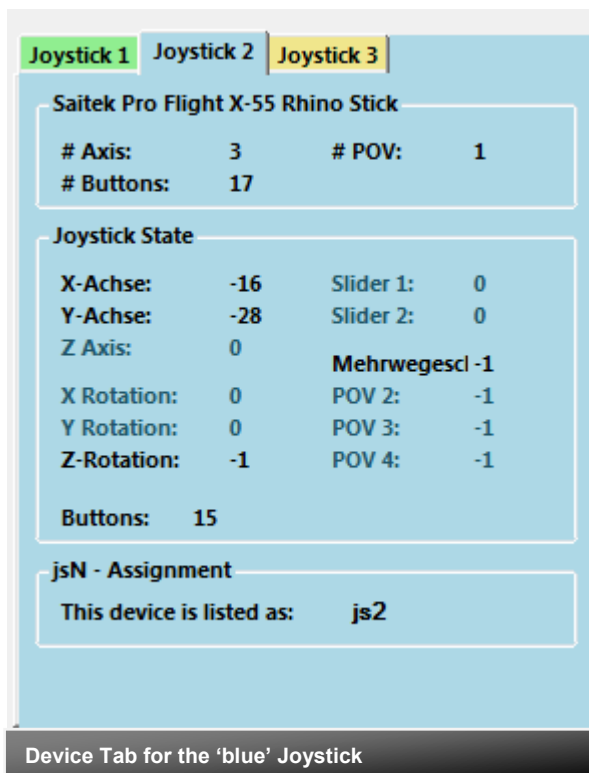 Joystick 1 Joystick 2 Joystick 3
Saitek Pro Flight X-55 Rhino Stick
# Axis: 3 # POV: 1
# Buttons: 17
Joystick State
X-Achse: -16 Slider 1: 0
Y-Achse: -28 Slider 2: 0
Z Axis: 0
Mehrwegescl -1
X Rotation: 0 POV 2: -1
Y Rotation: 0 POV 3: -1
Z-Rotation: -1 POV 4: -1
Buttons: 15
jsN - Assignment
This device is listed as: js2
Device Tab for the ‘blue’ Joystick